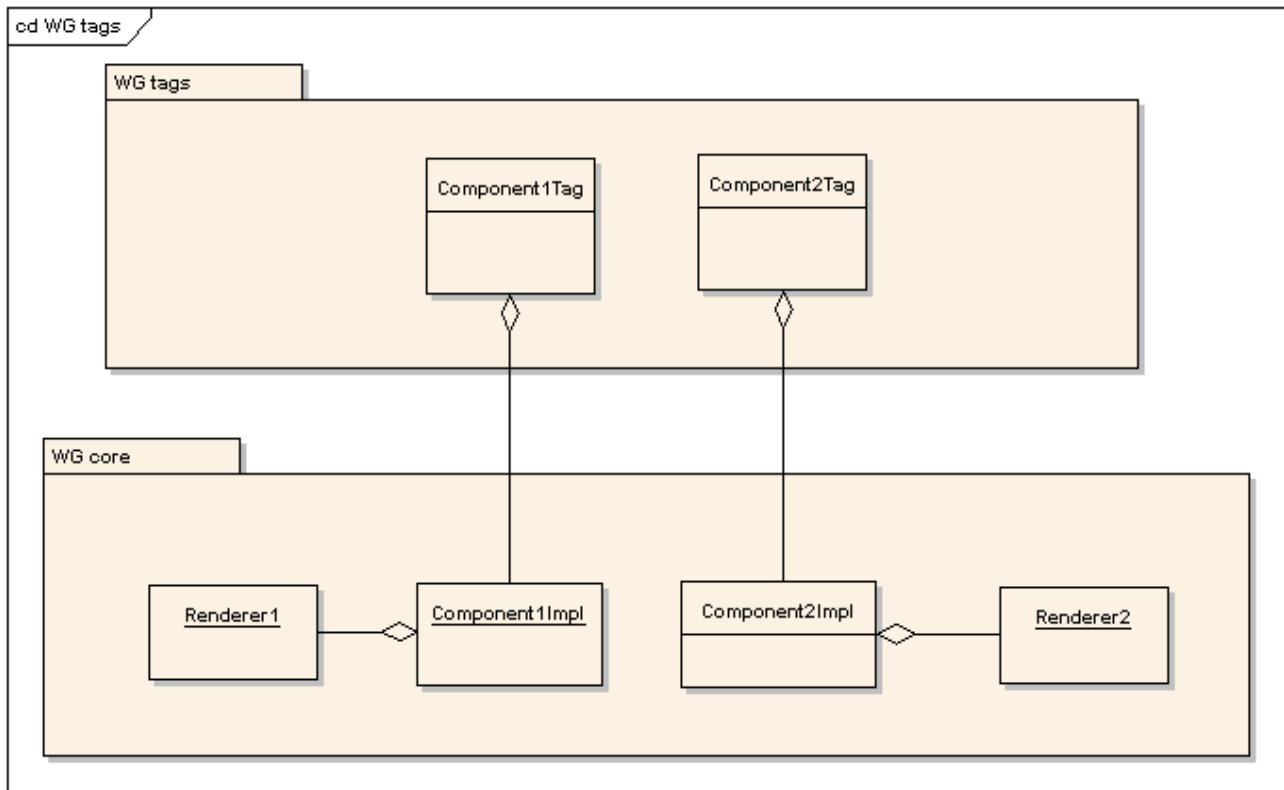 cd WG tags
WG tags
Component1Tag
Component2Tag
WG core
Renderer1
Component1Impl
Component2Impl
Renderer2